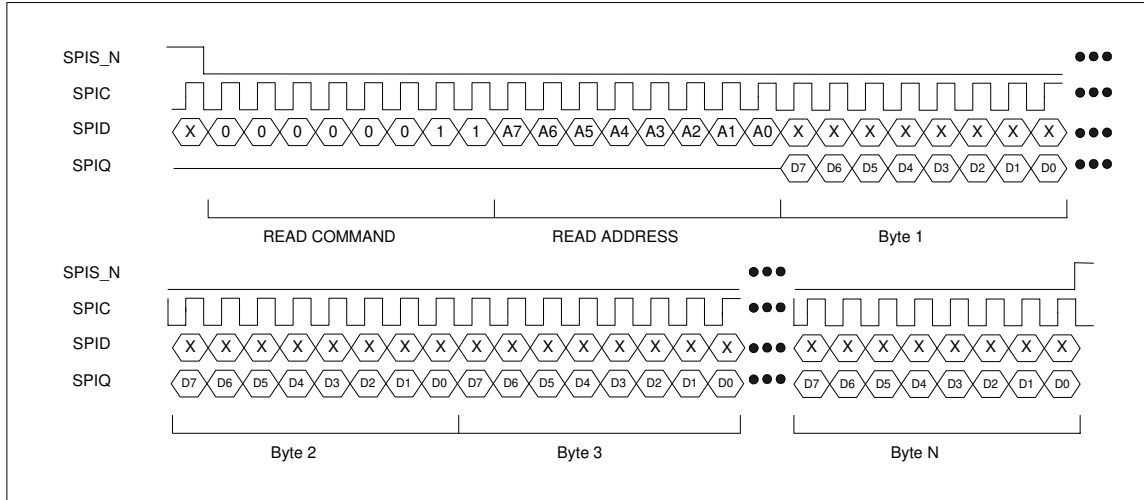 SPIS_N
SPIC
SPID X 0 0 0 0 0 0 1 1 A7 A6 A5 A4 A3 A2 A1 A0 X X X X X X X X
SPIQ D7 D6 D5 D4 D3 D2 D1 D0
READ COMMAND READ ADDRESS Byte 1
SPIS_N
SPIC
SPID X X X X X X X X X X X X X X X X X X X X X X X X
SPIQ D7 D6 D5 D4 D3 D2 D1 D0 D7 D6 D5 D4 D3 D2 D1 D0 D7 D6 D5 D4 D3 D2 D1 D0
Byte 2 Byte 3 Byte N